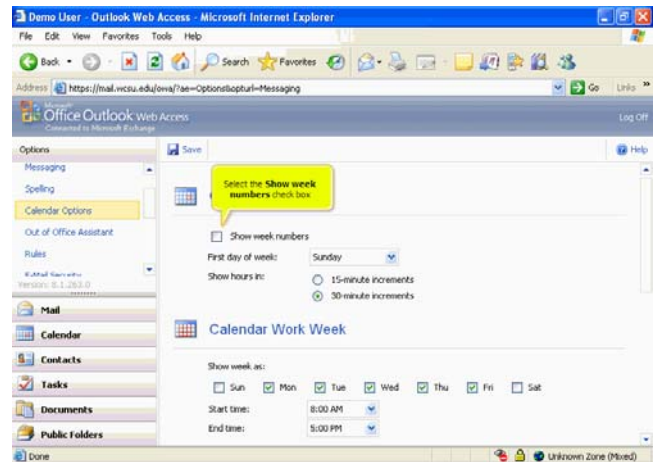 Demo User - Outlook Web Access - Microsoft Internet Explorer
File Edit View Favorites Tools Help
Back Search Favorites
Address https://mail.wcsu.edu/owa/?ae=Options&opturl=Messaging Go Links »
Microsoft
Office Outlook Web Access
Connected to Microsoft Exchange
Log Off
Options
Save
Help
Messaging
Spelling
Calendar Options
Out of Office Assistant
Rules
E-Mail Security
Version: 8.1.263.0
Mail
Calendar
Contacts
Tasks
Documents
Public Folders
Select the Show week
numbers check box
Show week numbers
First day of week: Sunday
Show hours in: 15-minute increments
30-minute increments
Calendar Work Week
Show week as:
Sun Mon Tue Wed Thu Fri Sat
Start time: 8:00 AM
End time: 5:00 PM
Done
Unknown Zone (Mixed)